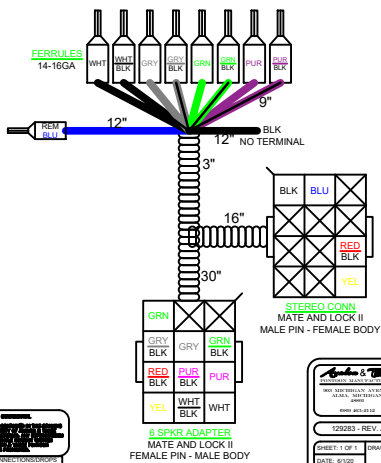 FERRULES
14-16GA
WHT
WHT
BLK
GRY
GRY
BLK
GRN
GRN
BLK
PUR
PUR
BLK
9"
REM
BLU
12"
12"
BLK
NO TERMINAL
3"
16"
BLK
BLU
RED
BLK
YEL
STEREO CONN
MATE AND LOCK II
MALE PIN - FEMALE BODY
30"
GRN
GRY
BLK
GRY
GRN
BLK
RED
BLK
PUR
BLK
PUR
YEL
WHT
BLK
WHT
6 SPKR ADAPTER
MATE AND LOCK II
FEMALE PIN - MALE BODY
PONTOON MANUFACT
ALMA, MICHIGAN
129283 - REV.
SHEET: 1 OF 1
DRA
DATE: 6/1/20
NNECTIONS/DROPS